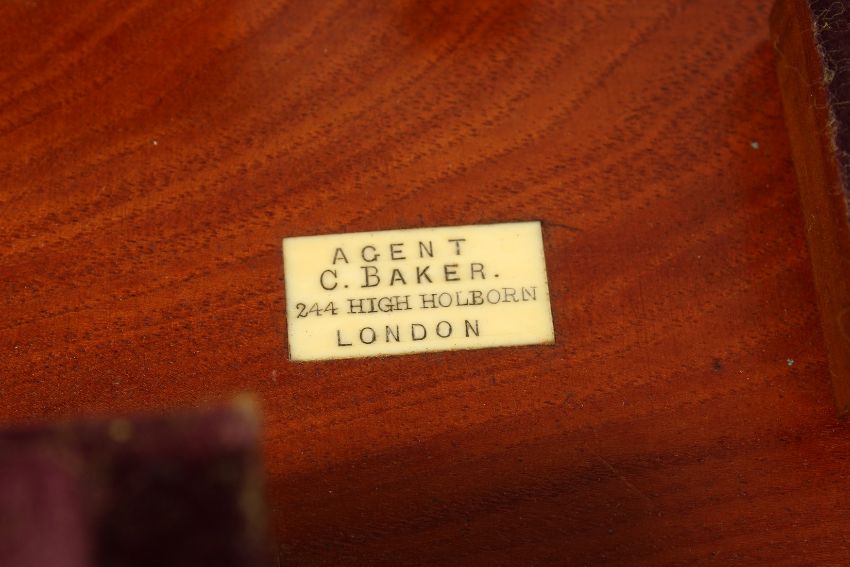 AGENT
C. BAKER.
244 HIGH HOLBORN
LONDON